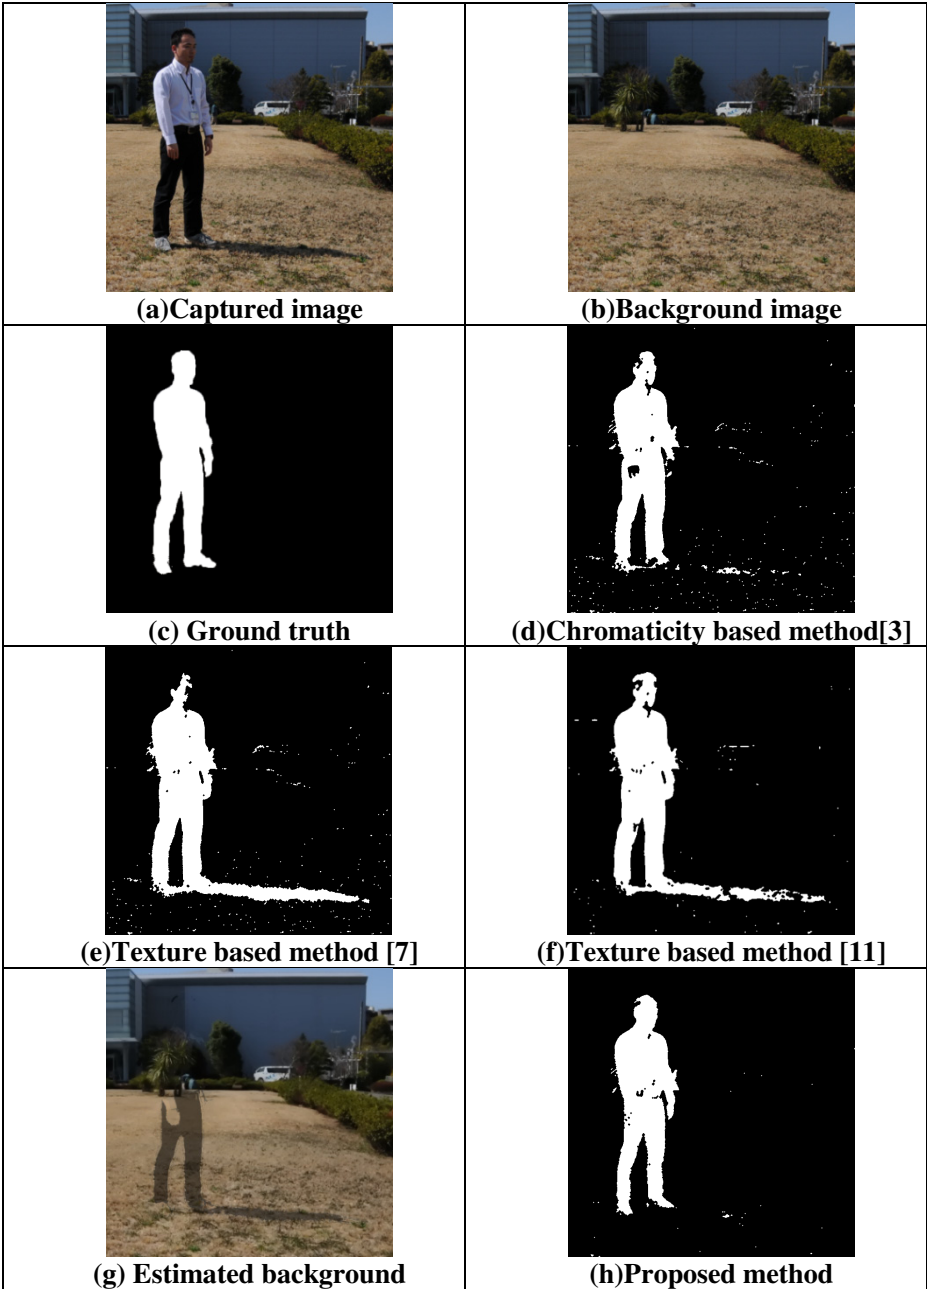 (a)Captured image
(b)Background image
(c) Ground truth
(d)Chromaticity based method[3]
(e)Texture based method [7]
(f)Texture based method [11]
(g) Estimated background
(h)Proposed method